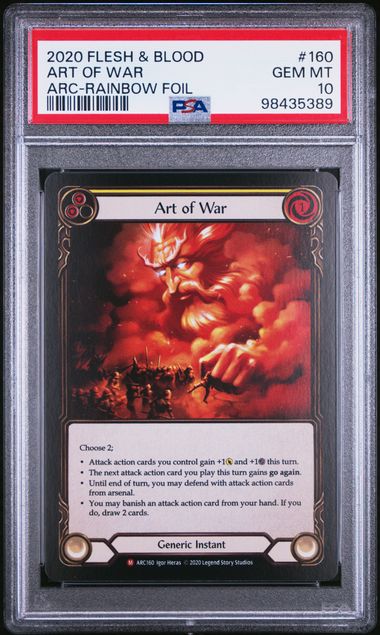 2020 FLESH & BLOOD #160
ART OF WAR GEM MT
ARC-RAINBOW FOIL 10
PSA 98435389
Art of War
1
Choose 2;
• Attack action cards you control gain +1 and +1 this turn.
• The next attack action card you play this turn gains go again.
• Until end of turn, you may defend with attack action cards
from arsenal.
• You may banish an attack action card from your hand. If you
do, draw 2 cards.
Generic Instant
M ARC160 Igor Heras © 2020 Legend Story Studios